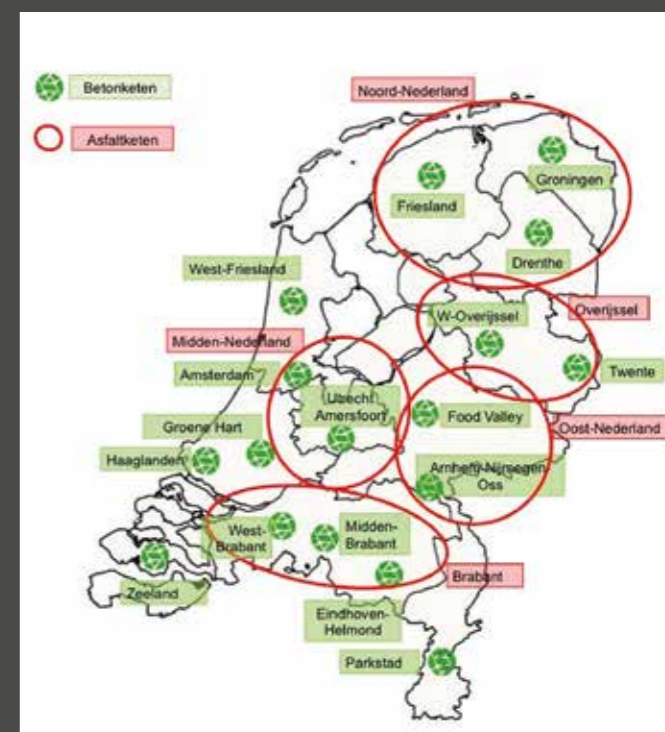 Betonketen
Asfaltketen
Noord-Nederland
Groningen
Friesland
Drenthe
West-Friesland
W-Overijssel
Overijssel
Midden-Nederland
Amsterdam
Utrecht
Amersfoort
Twente
Food Valley
Groene Hart
Oost-Nederland
Haaglanden
Arnhem-Nijmegen
Oss
West-
Brabant
Midden-
Brabant
Brabant
Zeeland
Eindhoven-
Helmond
Parkstad